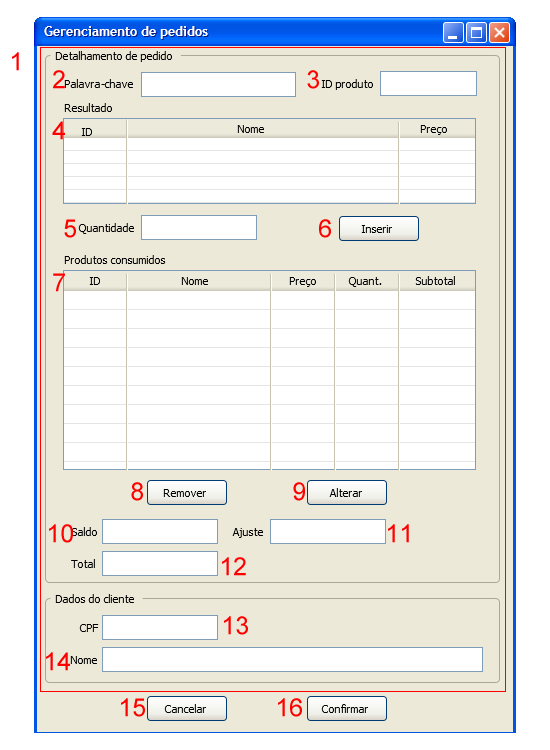 Gerenciamento de pedidos
1
Detalhamento de pedido
2 Palavra-chave 3 ID produto
Resultado
4 ID Nome Preço
5 Quantidade 6 Inserir
Produtos consumidos
7 ID Nome Preço Quant. Subtotal
8 Remover 9 Alterar
10 Saldo Ajuste 11
Total 12
Dados do cliente
CPF 13
14 Nome
15 Cancelar 16 Confirmar